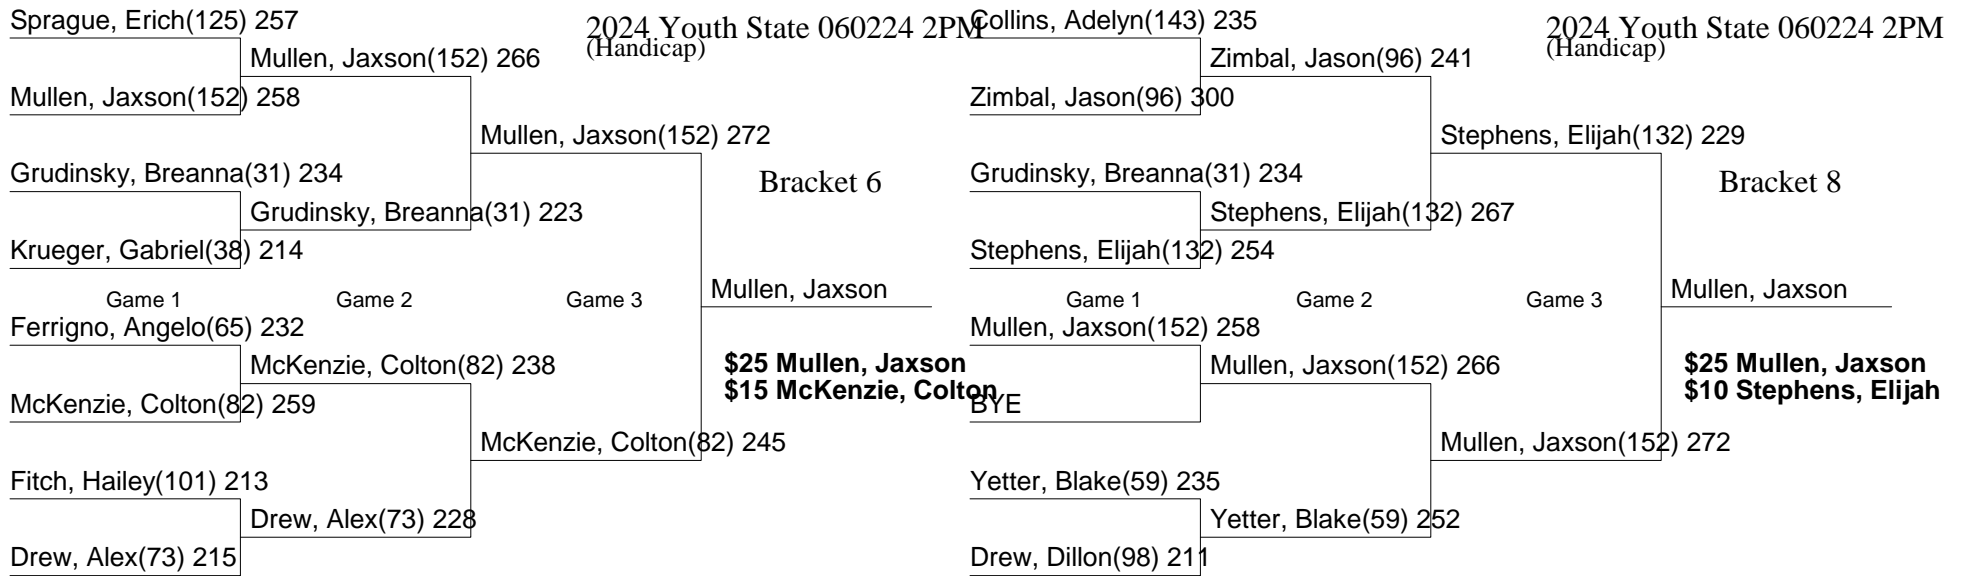 Sprague, Erich(125) 257
2024 Youth State 060224 2PM
(Handicap)
Mullen, Jaxson(152) 266
Mullen, Jaxson(152) 258
Mullen, Jaxson(152) 272
Grudinsky, Breanna(31) 234
Bracket 6
Grudinsky, Breanna(31) 223
Krueger, Gabriel(38) 214
Game 1
Game 2
Game 3
Mullen, Jaxson
Ferrigno, Angelo(65) 232
McKenzie, Colton(82) 238
$25 Mullen, Jaxson
$15 McKenzie, Colton
McKenzie, Colton(82) 259
McKenzie, Colton(82) 245
Fitch, Hailey(101) 213
Drew, Alex(73) 228
Drew, Alex(73) 215
Collins, Adelyn(143) 235
2024 Youth State 060224 2PM
(Handicap)
Zimbal, Jason(96) 241
Zimbal, Jason(96) 300
Stephens, Elijah(132) 229
Grudinsky, Breanna(31) 234
Bracket 8
Stephens, Elijah(132) 267
Stephens, Elijah(132) 254
Game 1
Game 2
Game 3
Mullen, Jaxson
Mullen, Jaxson(152) 258
Mullen, Jaxson(152) 266
$25 Mullen, Jaxson
$10 Stephens, Elijah
BYE
Mullen, Jaxson(152) 272
Yetter, Blake(59) 235
Yetter, Blake(59) 252
Drew, Dillon(98) 211